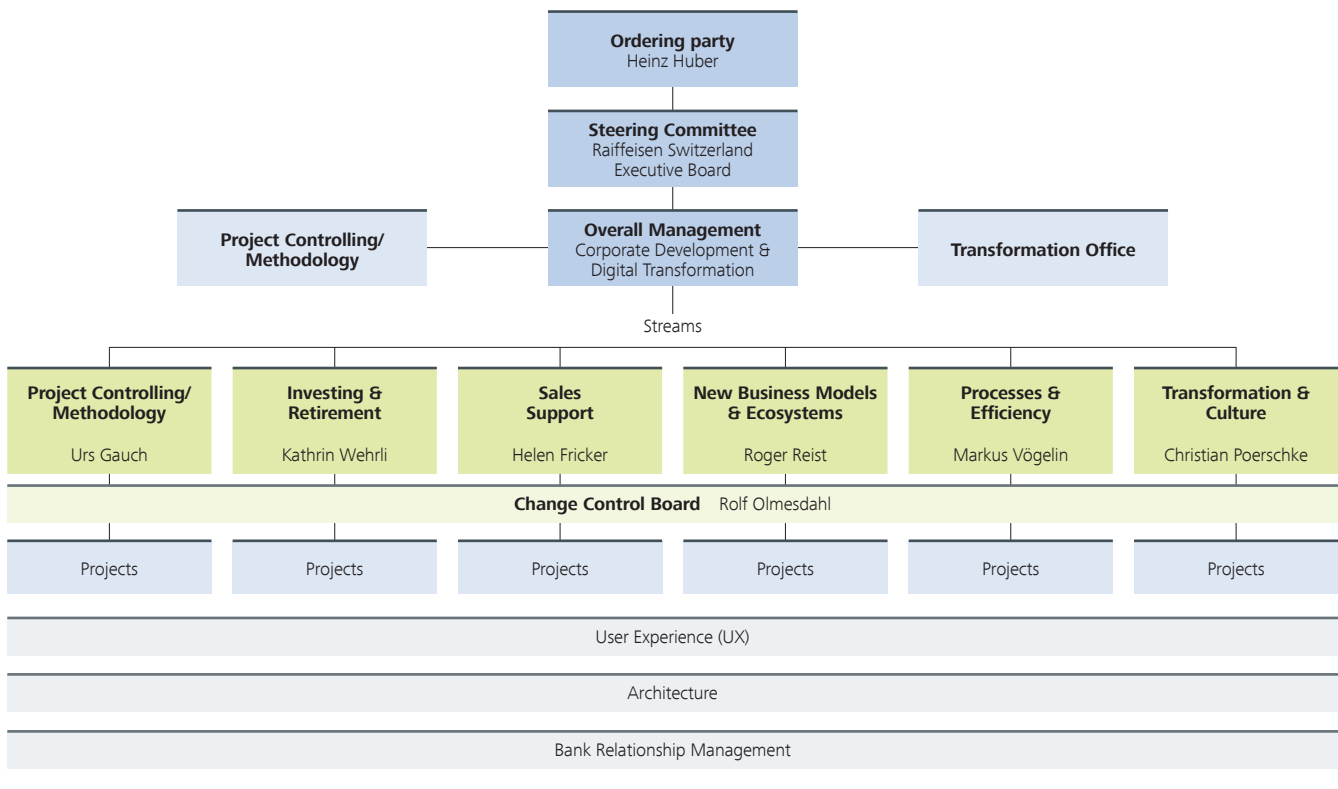 Ordering party
Heinz Huber
Steering Committee
Raiffeisen Switzerland
Executive Board
Project Controlling/
Methodology
Overall Management
Corporate Development &
Digital Transformation
Transformation Office
Streams
Project Controlling/
Methodology
Urs Gauch
Investing &
Retirement
Kathrin Wehrli
Sales
Support
Helen Fricker
New Business Models
& Ecosystems
Roger Reist
Processes &
Efficiency
Markus Vögelin
Transformation &
Culture
Christian Poerschke
Change Control Board Rolf Olmesdahl
Projects
Projects
Projects
Projects
Projects
Projects
User Experience (UX)
Architecture
Bank Relationship Management